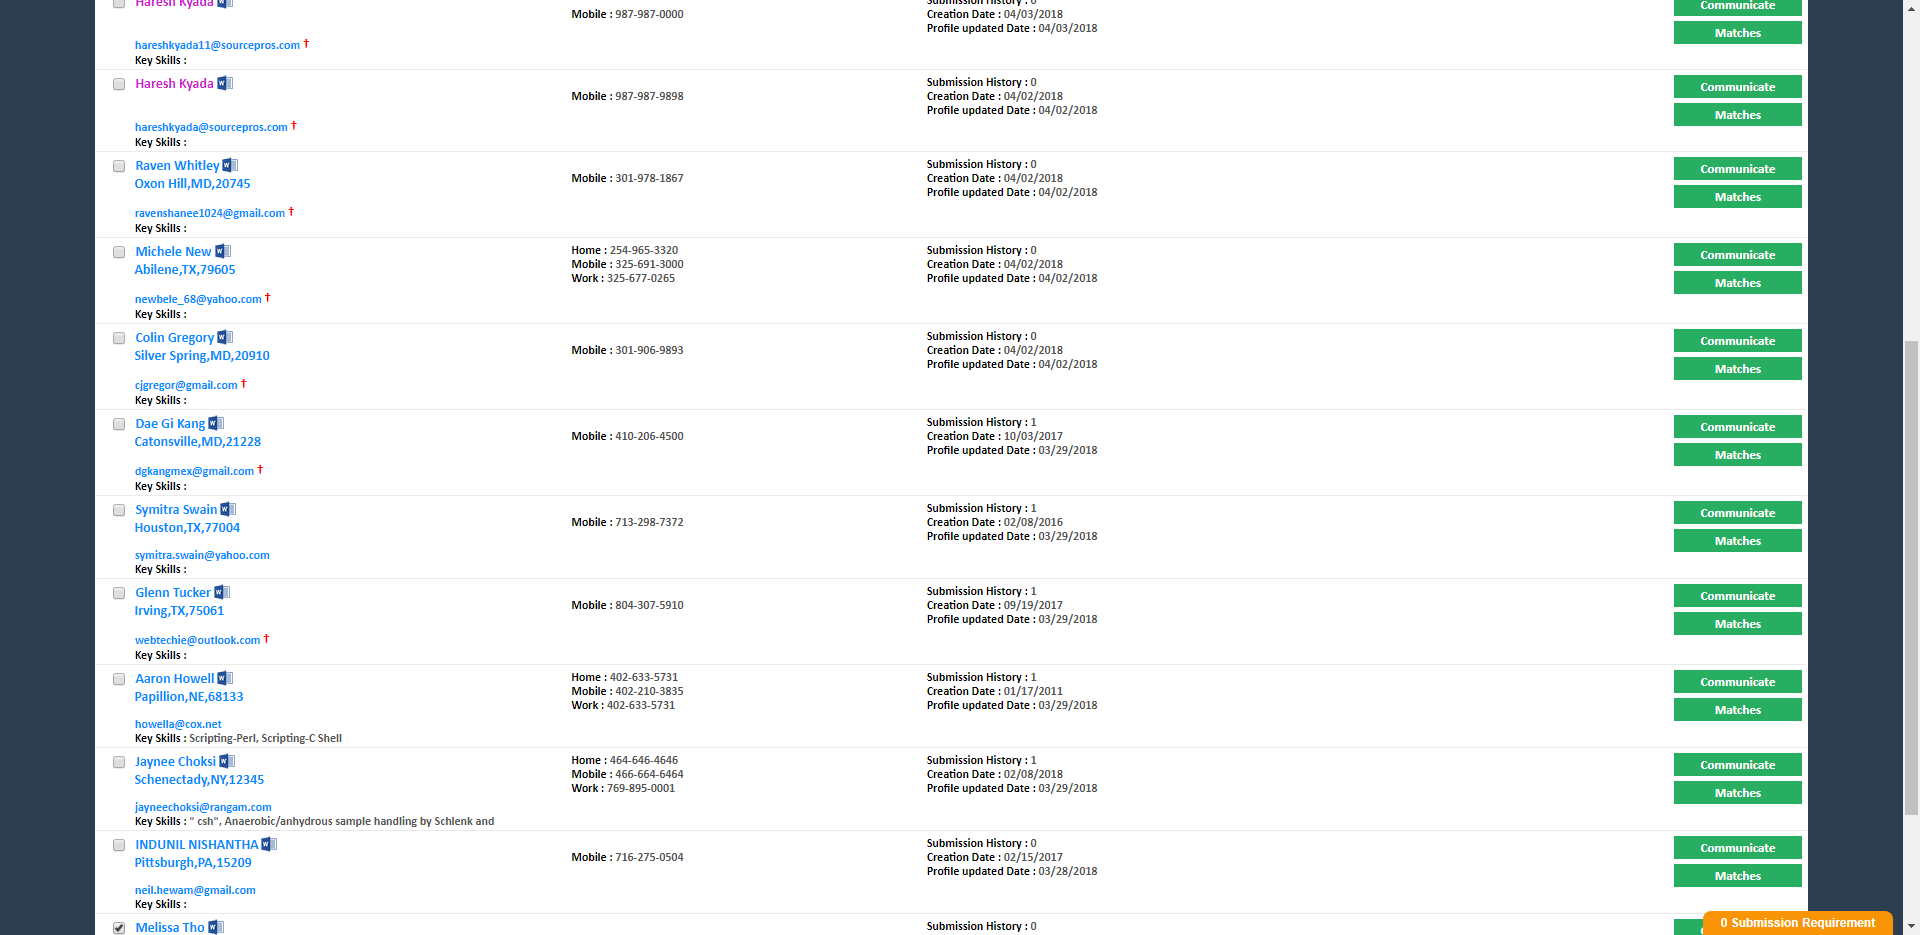 Haresh Kyada
Mobile : 987-987-0000
Submission History : 0
Creation Date : 04/03/2018
Profile updated Date : 04/03/2018
Communicate
Matches
hareshkyada11@sourcepros.com †
Key Skills :
Haresh Kyada
Mobile : 987-987-9898
Submission History : 0
Creation Date : 04/02/2018
Profile updated Date : 04/02/2018
Communicate
Matches
hareshkyada@sourcepros.com †
Key Skills :
Raven Whitley
Oxon Hill,MD,20745
Mobile : 301-978-1867
Submission History : 0
Creation Date : 04/02/2018
Profile updated Date : 04/02/2018
Communicate
Matches
ravenshanee1024@gmail.com †
Key Skills :
Michele New
Abilene,TX,79605
Home : 254-965-3320
Mobile : 325-691-3000
Work : 325-677-0265
Submission History : 0
Creation Date : 04/02/2018
Profile updated Date : 04/02/2018
Communicate
Matches
newbele_68@yahoo.com †
Key Skills :
Colin Gregory
Silver Spring,MD,20910
Mobile : 301-906-9893
Submission History : 0
Creation Date : 04/02/2018
Profile updated Date : 04/02/2018
Communicate
Matches
cjgregor@gmail.com †
Key Skills :
Dae Gi Kang
Catonsville,MD,21228
Mobile : 410-206-4500
Submission History : 1
Creation Date : 10/03/2017
Profile updated Date : 03/29/2018
Communicate
Matches
dgkangmex@gmail.com †
Key Skills :
Symitra Swain
Houston,TX,77004
Mobile : 713-298-7372
Submission History : 1
Creation Date : 02/08/2016
Profile updated Date : 03/29/2018
Communicate
Matches
symitra.swain@yahoo.com
Key Skills :
Glenn Tucker
Irving,TX,75061
Mobile : 804-307-5910
Submission History : 1
Creation Date : 09/19/2017
Profile updated Date : 03/29/2018
Communicate
Matches
webtechie@outlook.com †
Key Skills :
Aaron Howell
Papillion,NE,68133
Home : 402-633-5731
Mobile : 402-210-3835
Work : 402-633-5731
Submission History : 1
Creation Date : 01/17/2011
Profile updated Date : 03/29/2018
Communicate
Matches
howella@cox.net
Key Skills : Scripting-Perl, Scripting-C Shell
Jaynee Choksi
Schenectady,NY,12345
Home : 464-646-4646
Mobile : 466-664-6464
Work : 769-895-0001
Submission History : 1
Creation Date : 02/08/2018
Profile updated Date : 03/29/2018
Communicate
Matches
jayneechoksi@rangam.com
Key Skills : " csh", Anaerobic/anhydrous sample handling by Schlenk and
INDUNIL NISHANTHA
Pittsburgh,PA,15209
Mobile : 716-275-0504
Submission History : 0
Creation Date : 02/15/2017
Profile updated Date : 03/28/2018
Communicate
Matches
neil.hewam@gmail.com
Key Skills :
Melissa Tho
Submission History : 0
0 Submission Requirement